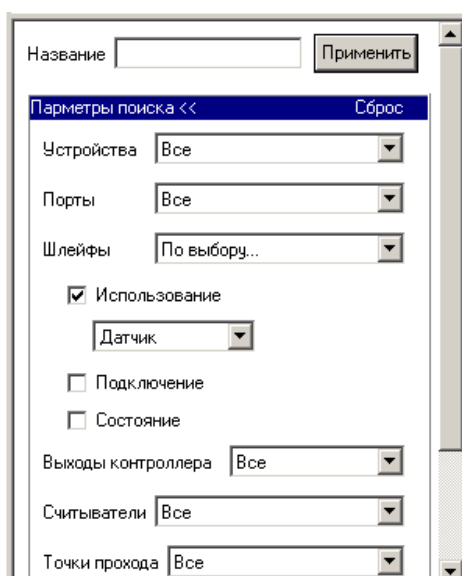 Название Применить
Парметры поиска << Сброс
Устройства Все
Порты Все
Шлейфы По выбору...
Использование
Датчик
Подключение
Состояние
Выходы контроллера Все
Считыватели Все
Точки прохода Все